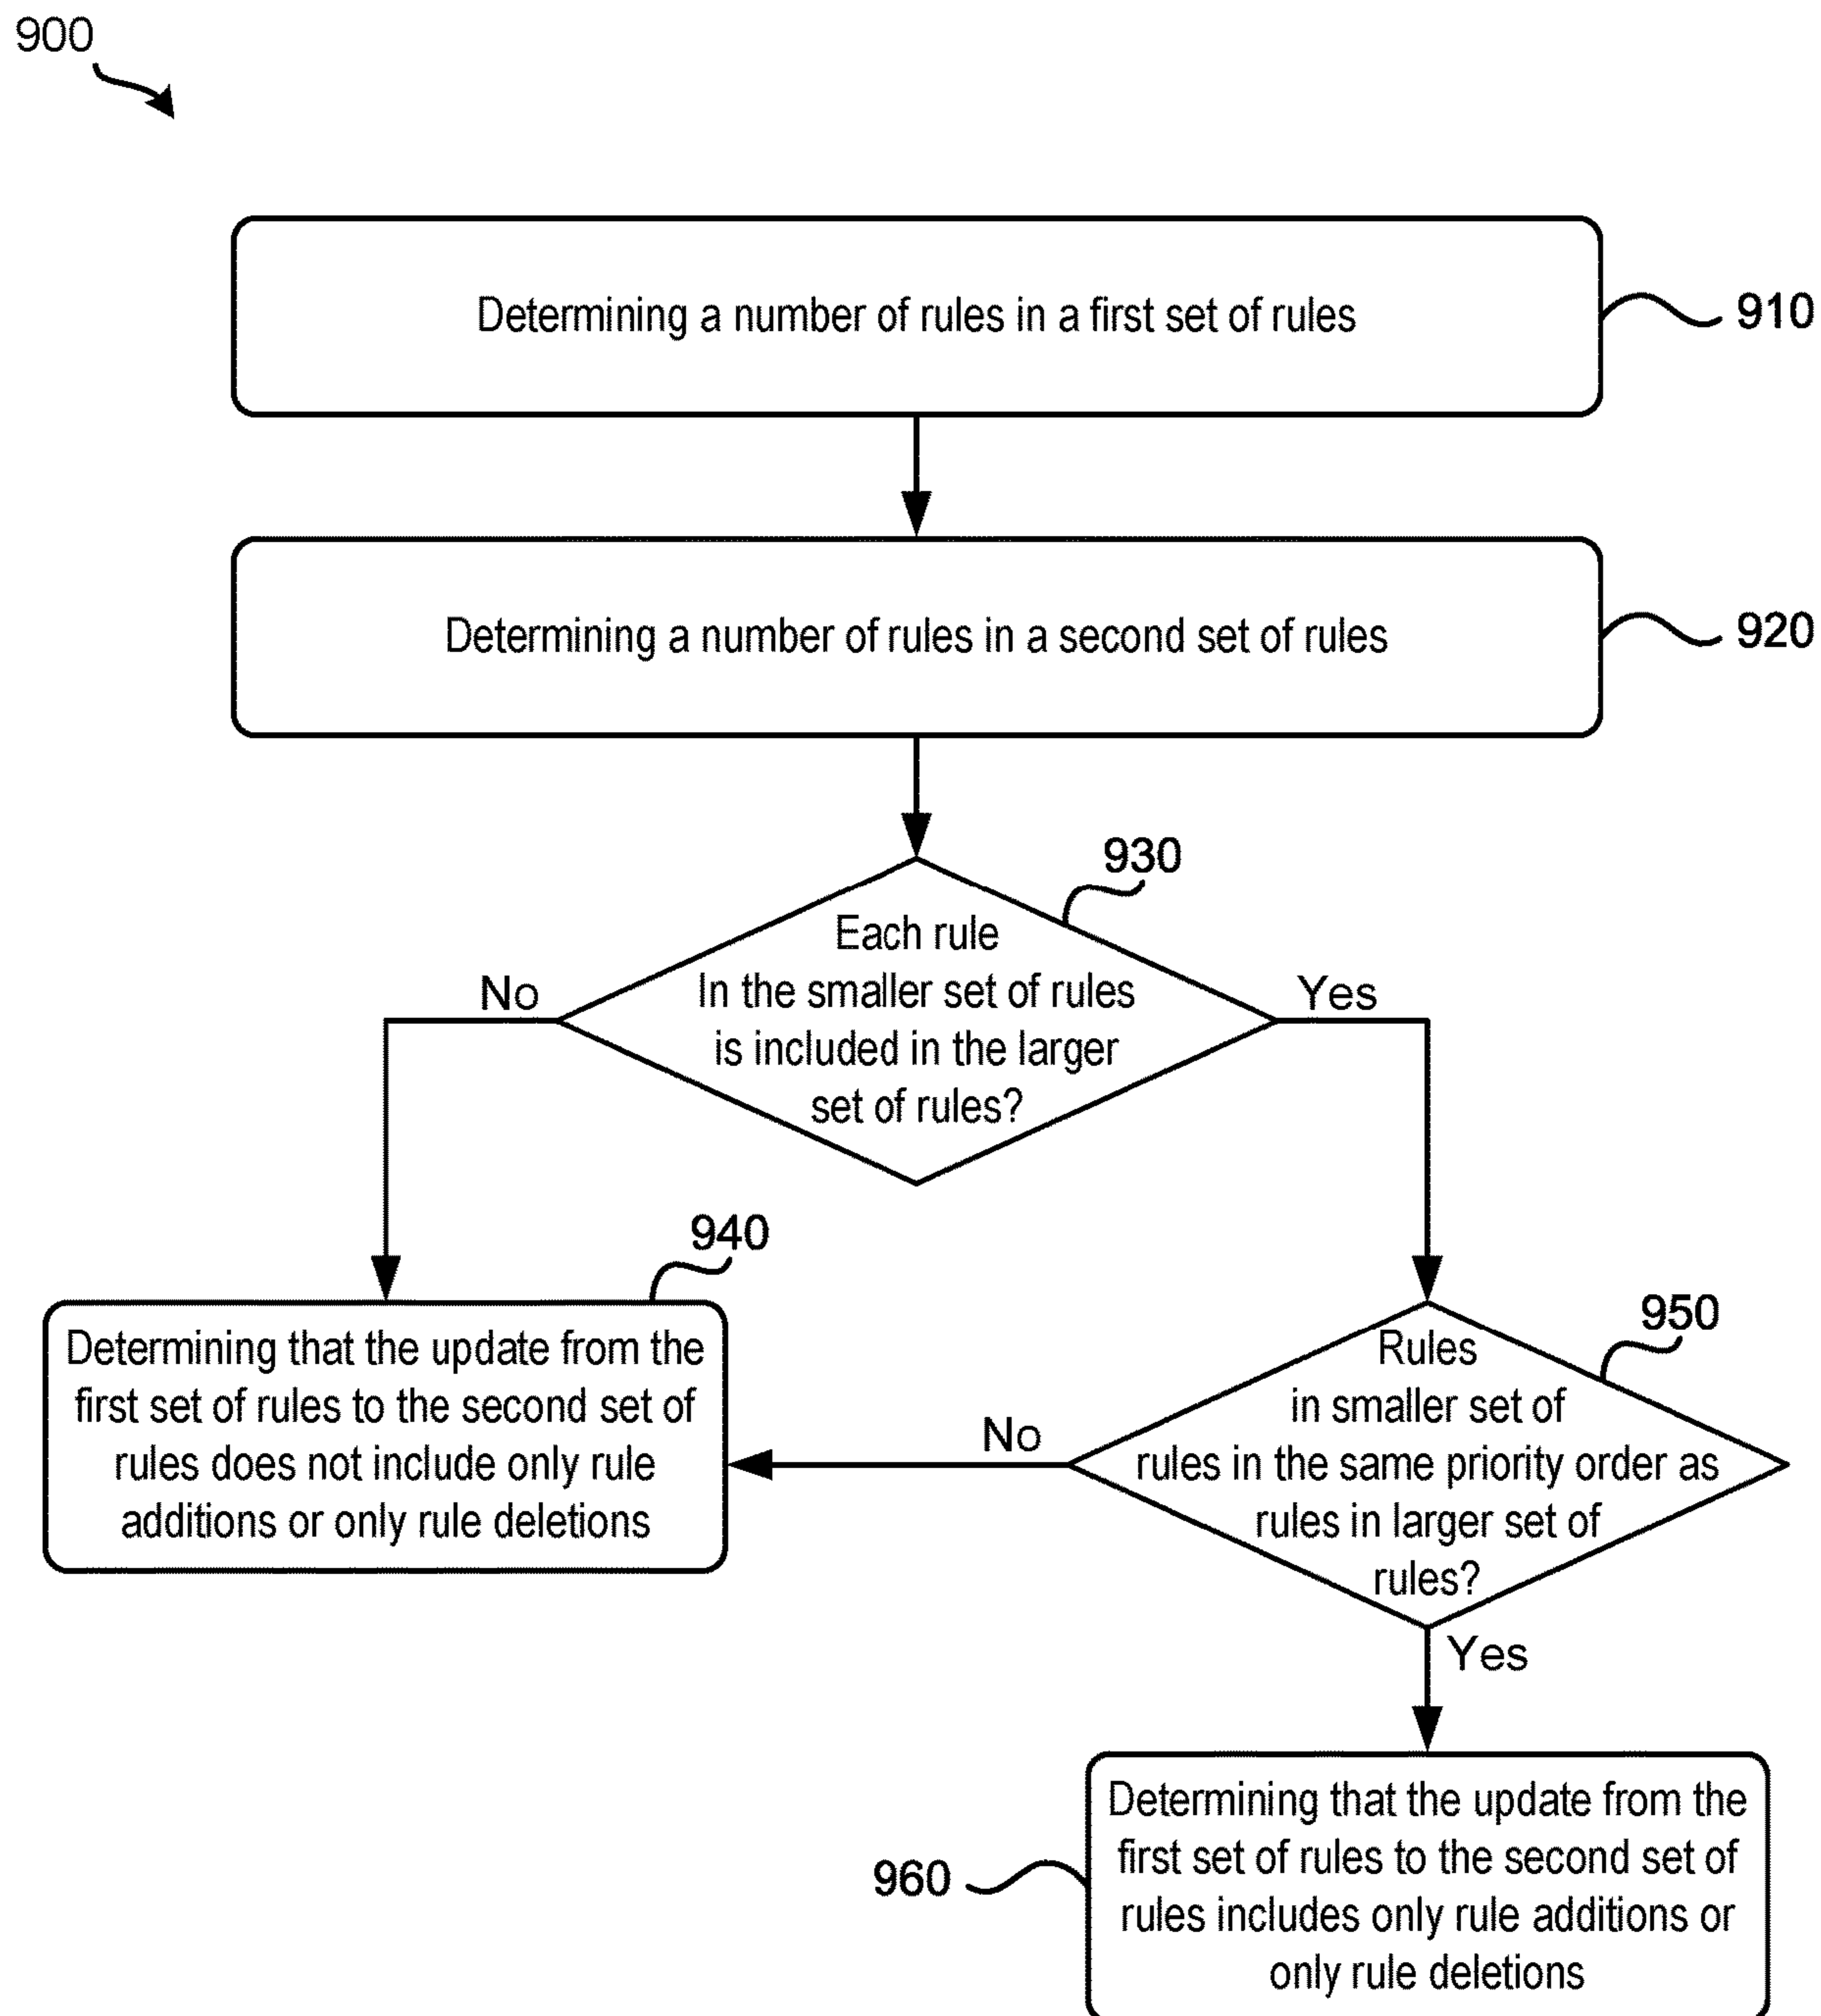 900
Determining a number of rules in a first set of rules
910
Determining a number of rules in a second set of rules
920
930
Each rule
In the smaller set of rules
is included in the larger
set of rules?
No
Yes
940
Determining that the update from the
first set of rules to the second set of
rules does not include only rule
additions or only rule deletions
950
Rules
in smaller set of
rules in the same priority order as
rules in larger set of
rules?
No
Yes
960
Determining that the update from the
first set of rules to the second set of
rules includes only rule additions or
only rule deletions